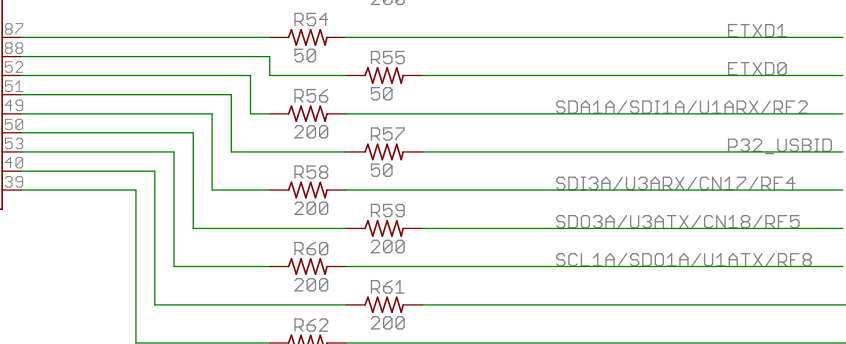 87
R54
50
ETXD1
88
R55
50
ETXD0
52
R56
200
SDA1A/SDI1A/U1ARX/RF2
51
R57
50
P32_USBID
49
R58
200
SDI3A/U3ARX/CN17/RF4
50
R59
200
SDO3A/U3ATX/CN18/RF5
53
R60
200
SCL1A/SDO1A/U1ATX/RF8
40
R61
200
39
R62